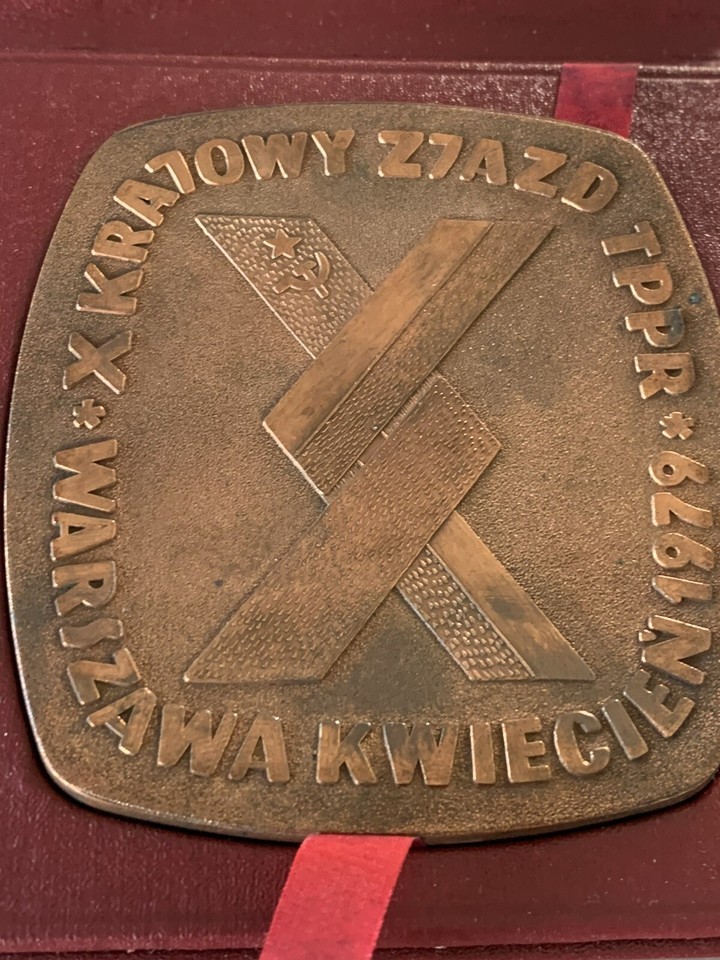 X KRAJOWY ZJAZD TPPR * WARSZAWA KWIECIEŃ 1979 *